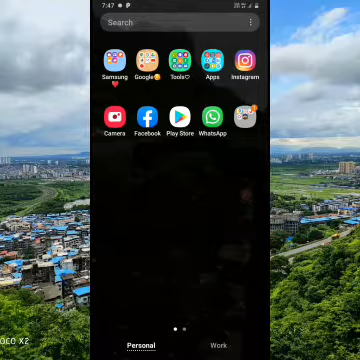 7:47
Search
Samsung ❤️
Google😍
Tools♡
Apps
Instagram
Camera
Facebook
Play Store
WhatsApp
OCO X2
Personal
Work